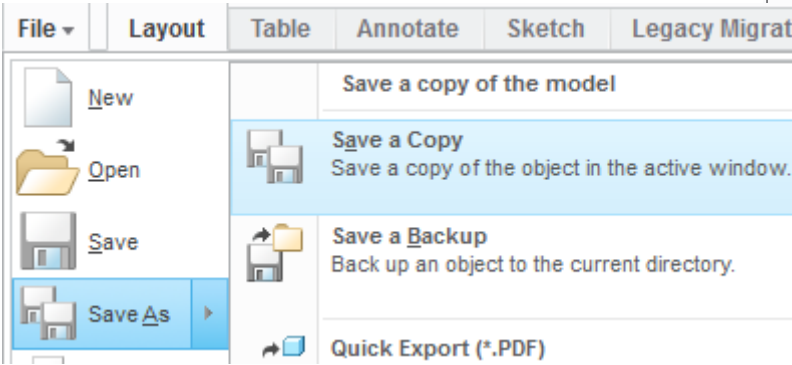 File Layout Table Annotate Sketch Legacy Migrat
New
Open
Save
Save As
Save a copy of the model
Save a Copy
Save a copy of the object in the active window.
Save a Backup
Back up an object to the current directory.
Quick Export (*.PDF)